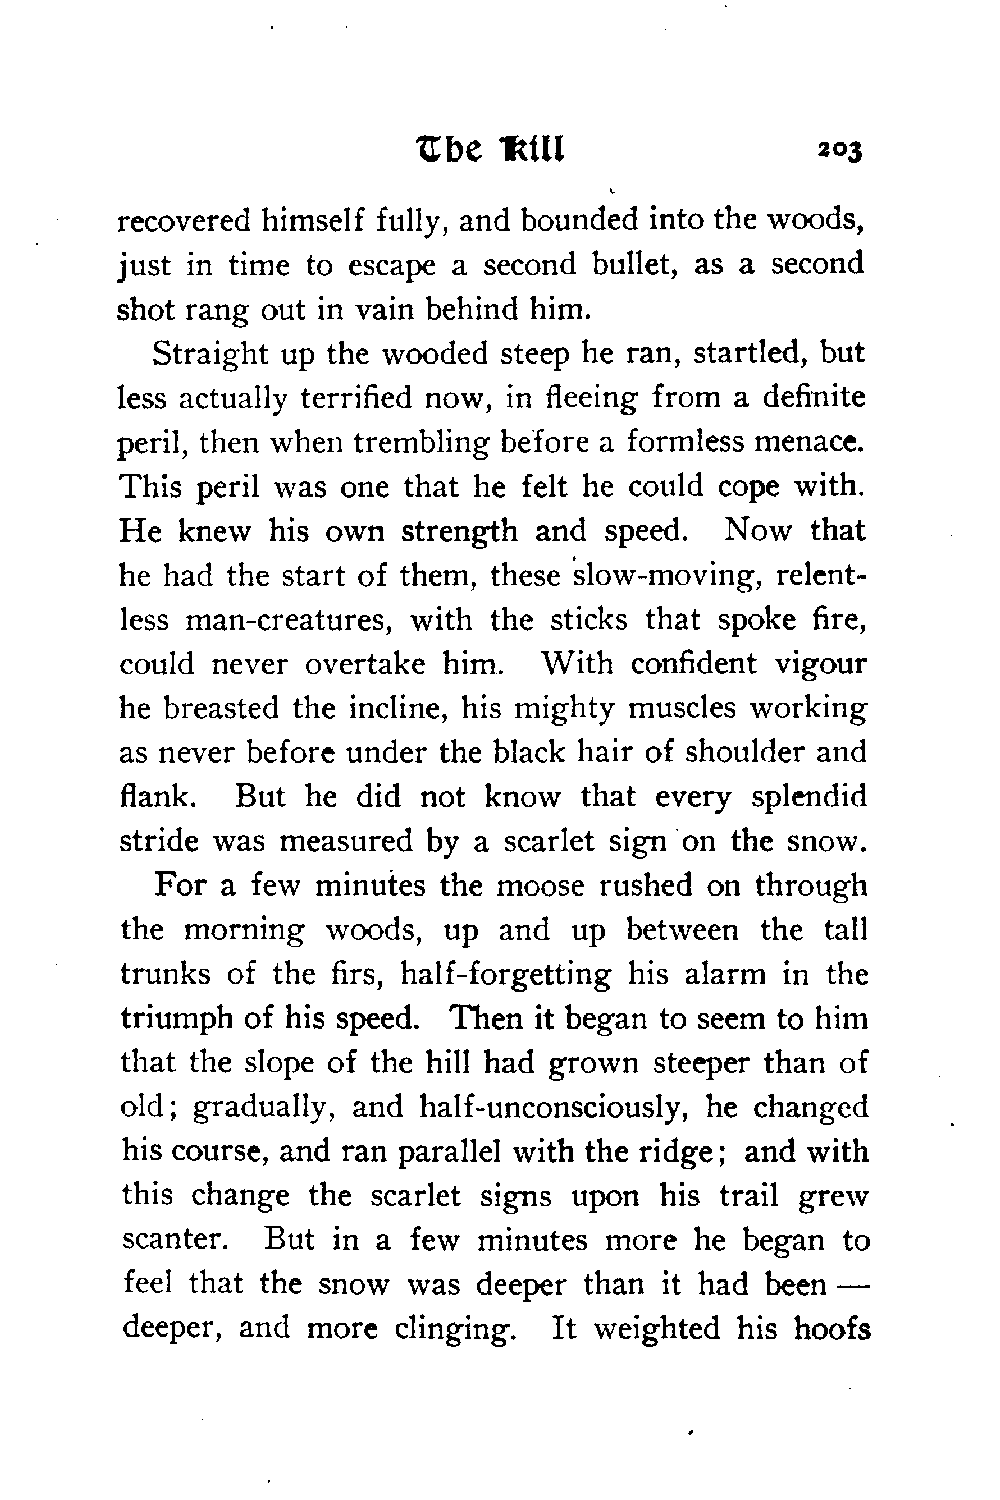 The Kill 203
recovered himself fully, and bounded into the woods,
just in time to escape a second bullet, as a second
shot rang out in vain behind him.
Straight up the wooded steep he ran, startled, but
less actually terrified now, in fleeing from a definite
peril, then when trembling before a formless menace.
This peril was one that he felt he could cope with.
He knew his own strength and speed. Now that
he had the start of them, these slow-moving, relent-
less man-creatures, with the sticks that spoke fire,
could never overtake him. With confident vigour
he breasted the incline, his mighty muscles working
as never before under the black hair of shoulder and
flank. But he did not know that every splendid
stride was measured by a scarlet sign on the snow.
For a few minutes the moose rushed on through
the morning woods, up and up between the tall
trunks of the firs, half-forgetting his alarm in the
triumph of his speed. Then it began to seem to him
that the slope of the hill had grown steeper than of
old; gradually, and half-unconsciously, he changed
his course, and ran parallel with the ridge; and with
this change the scarlet signs upon his trail grew
scanter. But in a few minutes more he began to
feel that the snow was deeper than it had been —
deeper, and more clinging. It weighted his hoofs